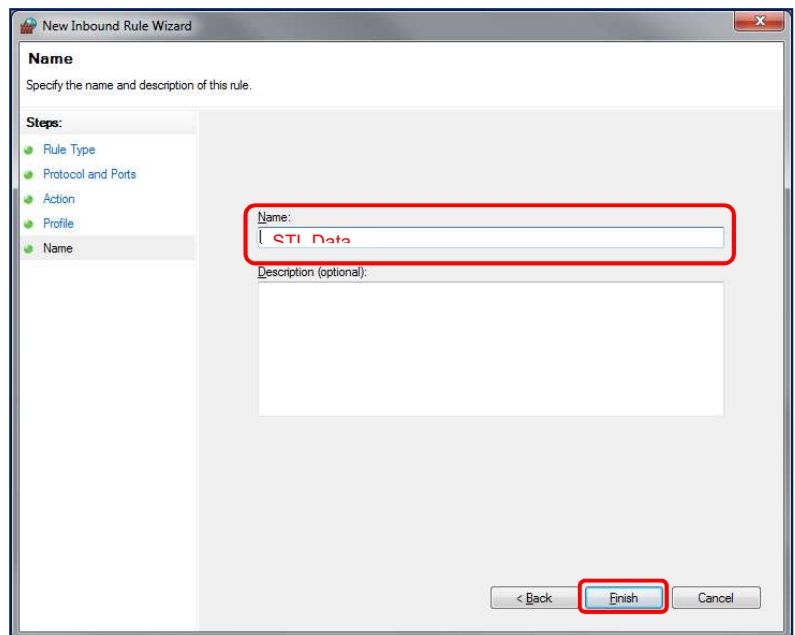 New Inbound Rule Wizard
Name
Specify the name and description of this rule.
Steps:
Rule Type
Protocol and Ports
Action
Profile
Name
Name:
STL Data
Description (optional):
< Back
Finish
Cancel